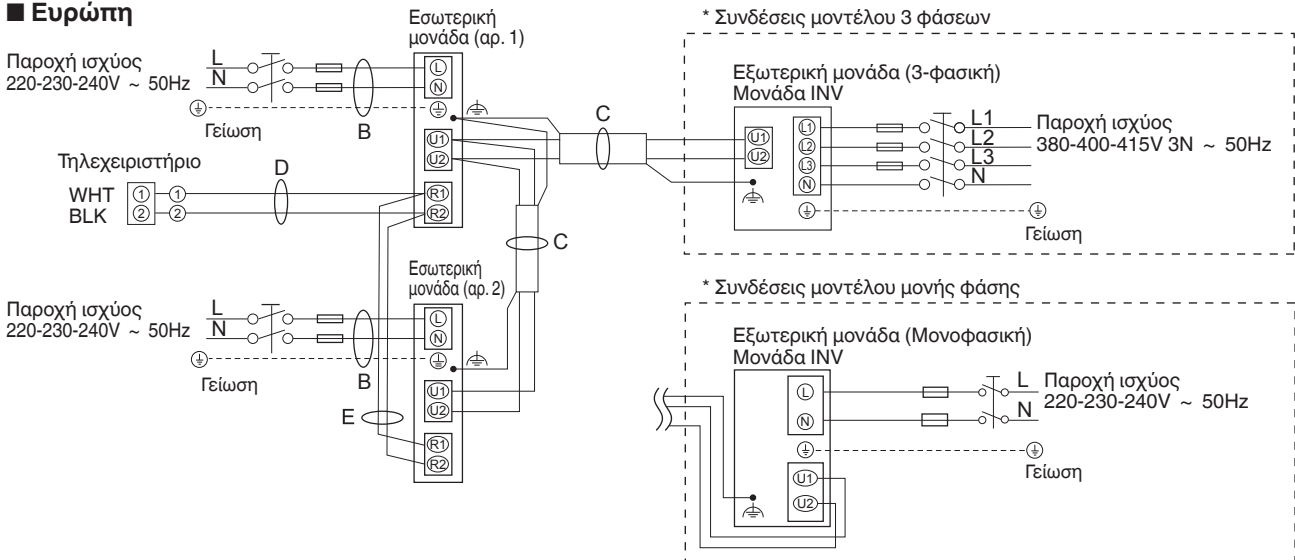 ■ Ευρώπη
Παροχή ισχύος
220-230-240V ~ 50Hz
L
N
Γείωση
B
Εσωτερική
μονάδα (αρ. 1)
L
N
U1
U2
R1
R2
Τηλεχειριστήριο
WHT 1 1
BLK 2 2
D
C
C
Παροχή ισχύος
220-230-240V ~ 50Hz
L
N
Γείωση
B
E
Εσωτερική
μονάδα (αρ. 2)
L
N
U1
U2
R1
R2
* Συνδέσεις μοντέλου 3 φάσεων
Εξωτερική μονάδα (3-φασική)
Μονάδα INV
U1
U2
L1
L2
L3
N
L1
L2
L3
N
Παροχή ισχύος
380-400-415V 3N ~ 50Hz
Γείωση
* Συνδέσεις μοντέλου μονής φάσης
Εξωτερική μονάδα (Μονοφασική)
Μονάδα INV
L
N
U1
U2
L
N
Παροχή ισχύος
220-230-240V ~ 50Hz
Γείωση